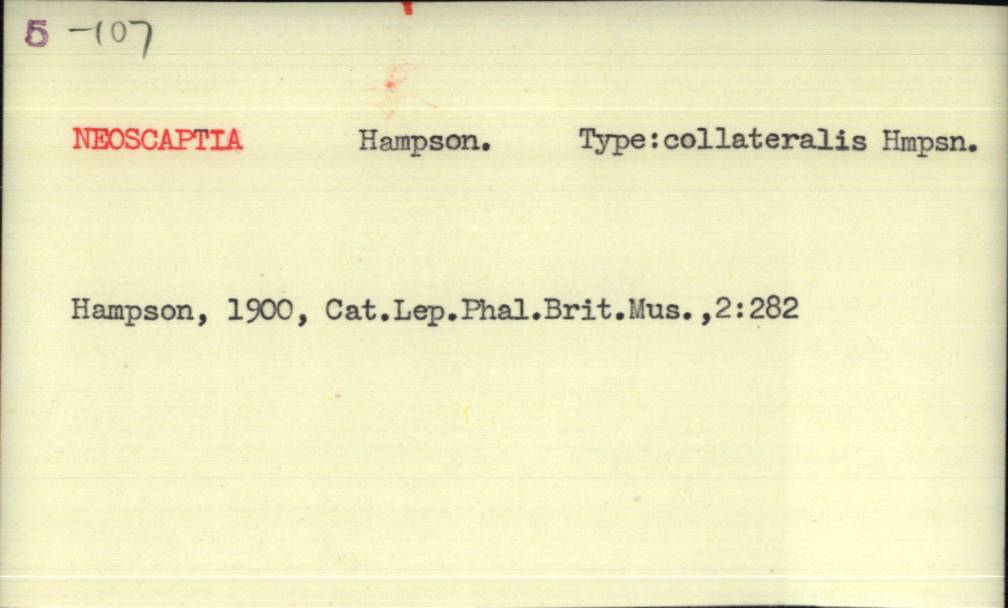 5 -107
NEOSCAPTIA Hampson. Type:collateralis Hmpsn.
Hampson, 1900, Cat.Lep.Phal.Brit.Mus.,2:282